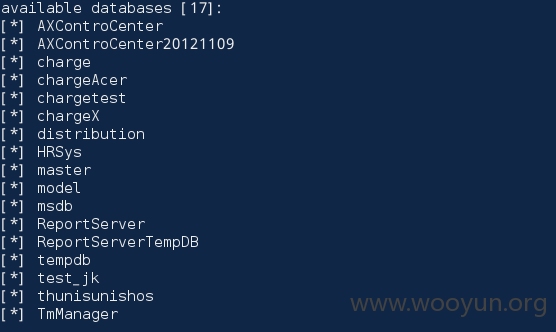 available databases [17]:
[*] AXControCenter
[*] AXControCenter20121109
[*] charge
[*] chargeAcer
[*] chargetest
[*] chargeX
[*] distribution
[*] HRSys
[*] master
[*] model
[*] msdb
[*] ReportServer
[*] ReportServerTempDB
[*] tempdb
[*] test_jk
[*] thunisunishos
[*] TmManager
www.wooyun.org